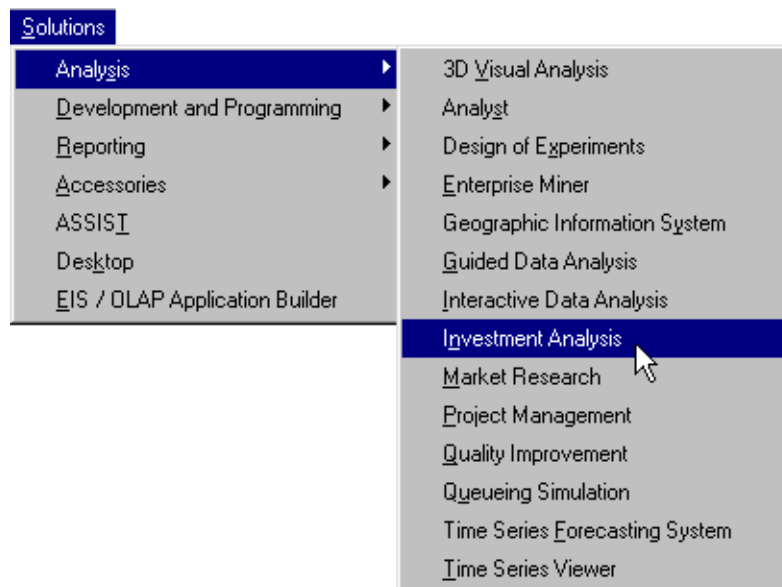 Solutions
Analysis
Development and Programming
Reporting
Accessories
ASSIST
Desktop
EIS / OLAP Application Builder
3D Visual Analysis
Analyst
Design of Experiments
Enterprise Miner
Geographic Information System
Guided Data Analysis
Interactive Data Analysis
Investment Analysis
Market Research
Project Management
Quality Improvement
Queueing Simulation
Time Series Forecasting System
Time Series Viewer